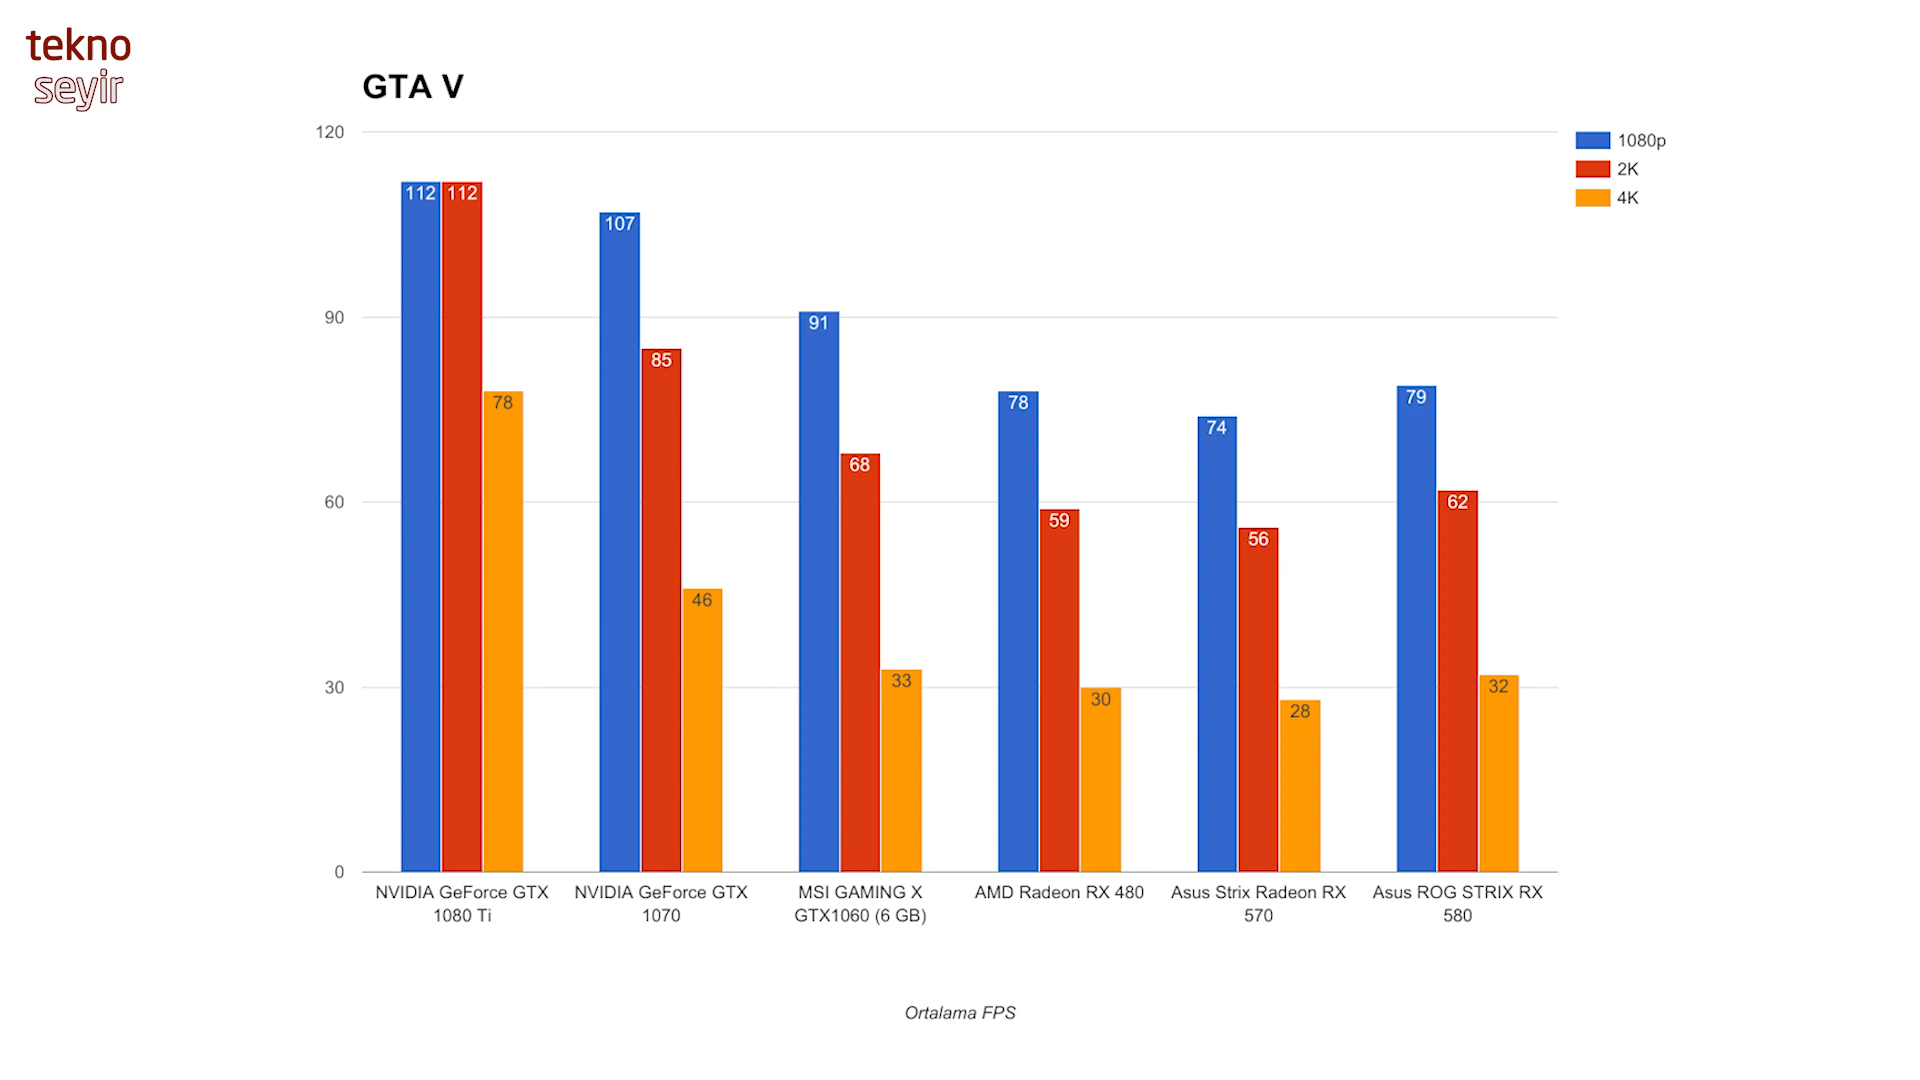 tekno
seyir
GTA V
120
90
60
30
0
1080p
2K
4K
112
112
78
107
85
46
91
68
33
78
59
30
74
56
28
79
62
32
NVIDIA GeForce GTX
1080 Ti
NVIDIA GeForce GTX
1070
MSI GAMING X
GTX1060 (6 GB)
AMD Radeon RX 480
Asus Strix Radeon RX
570
Asus ROG STRIX RX
580
Ortalama FPS